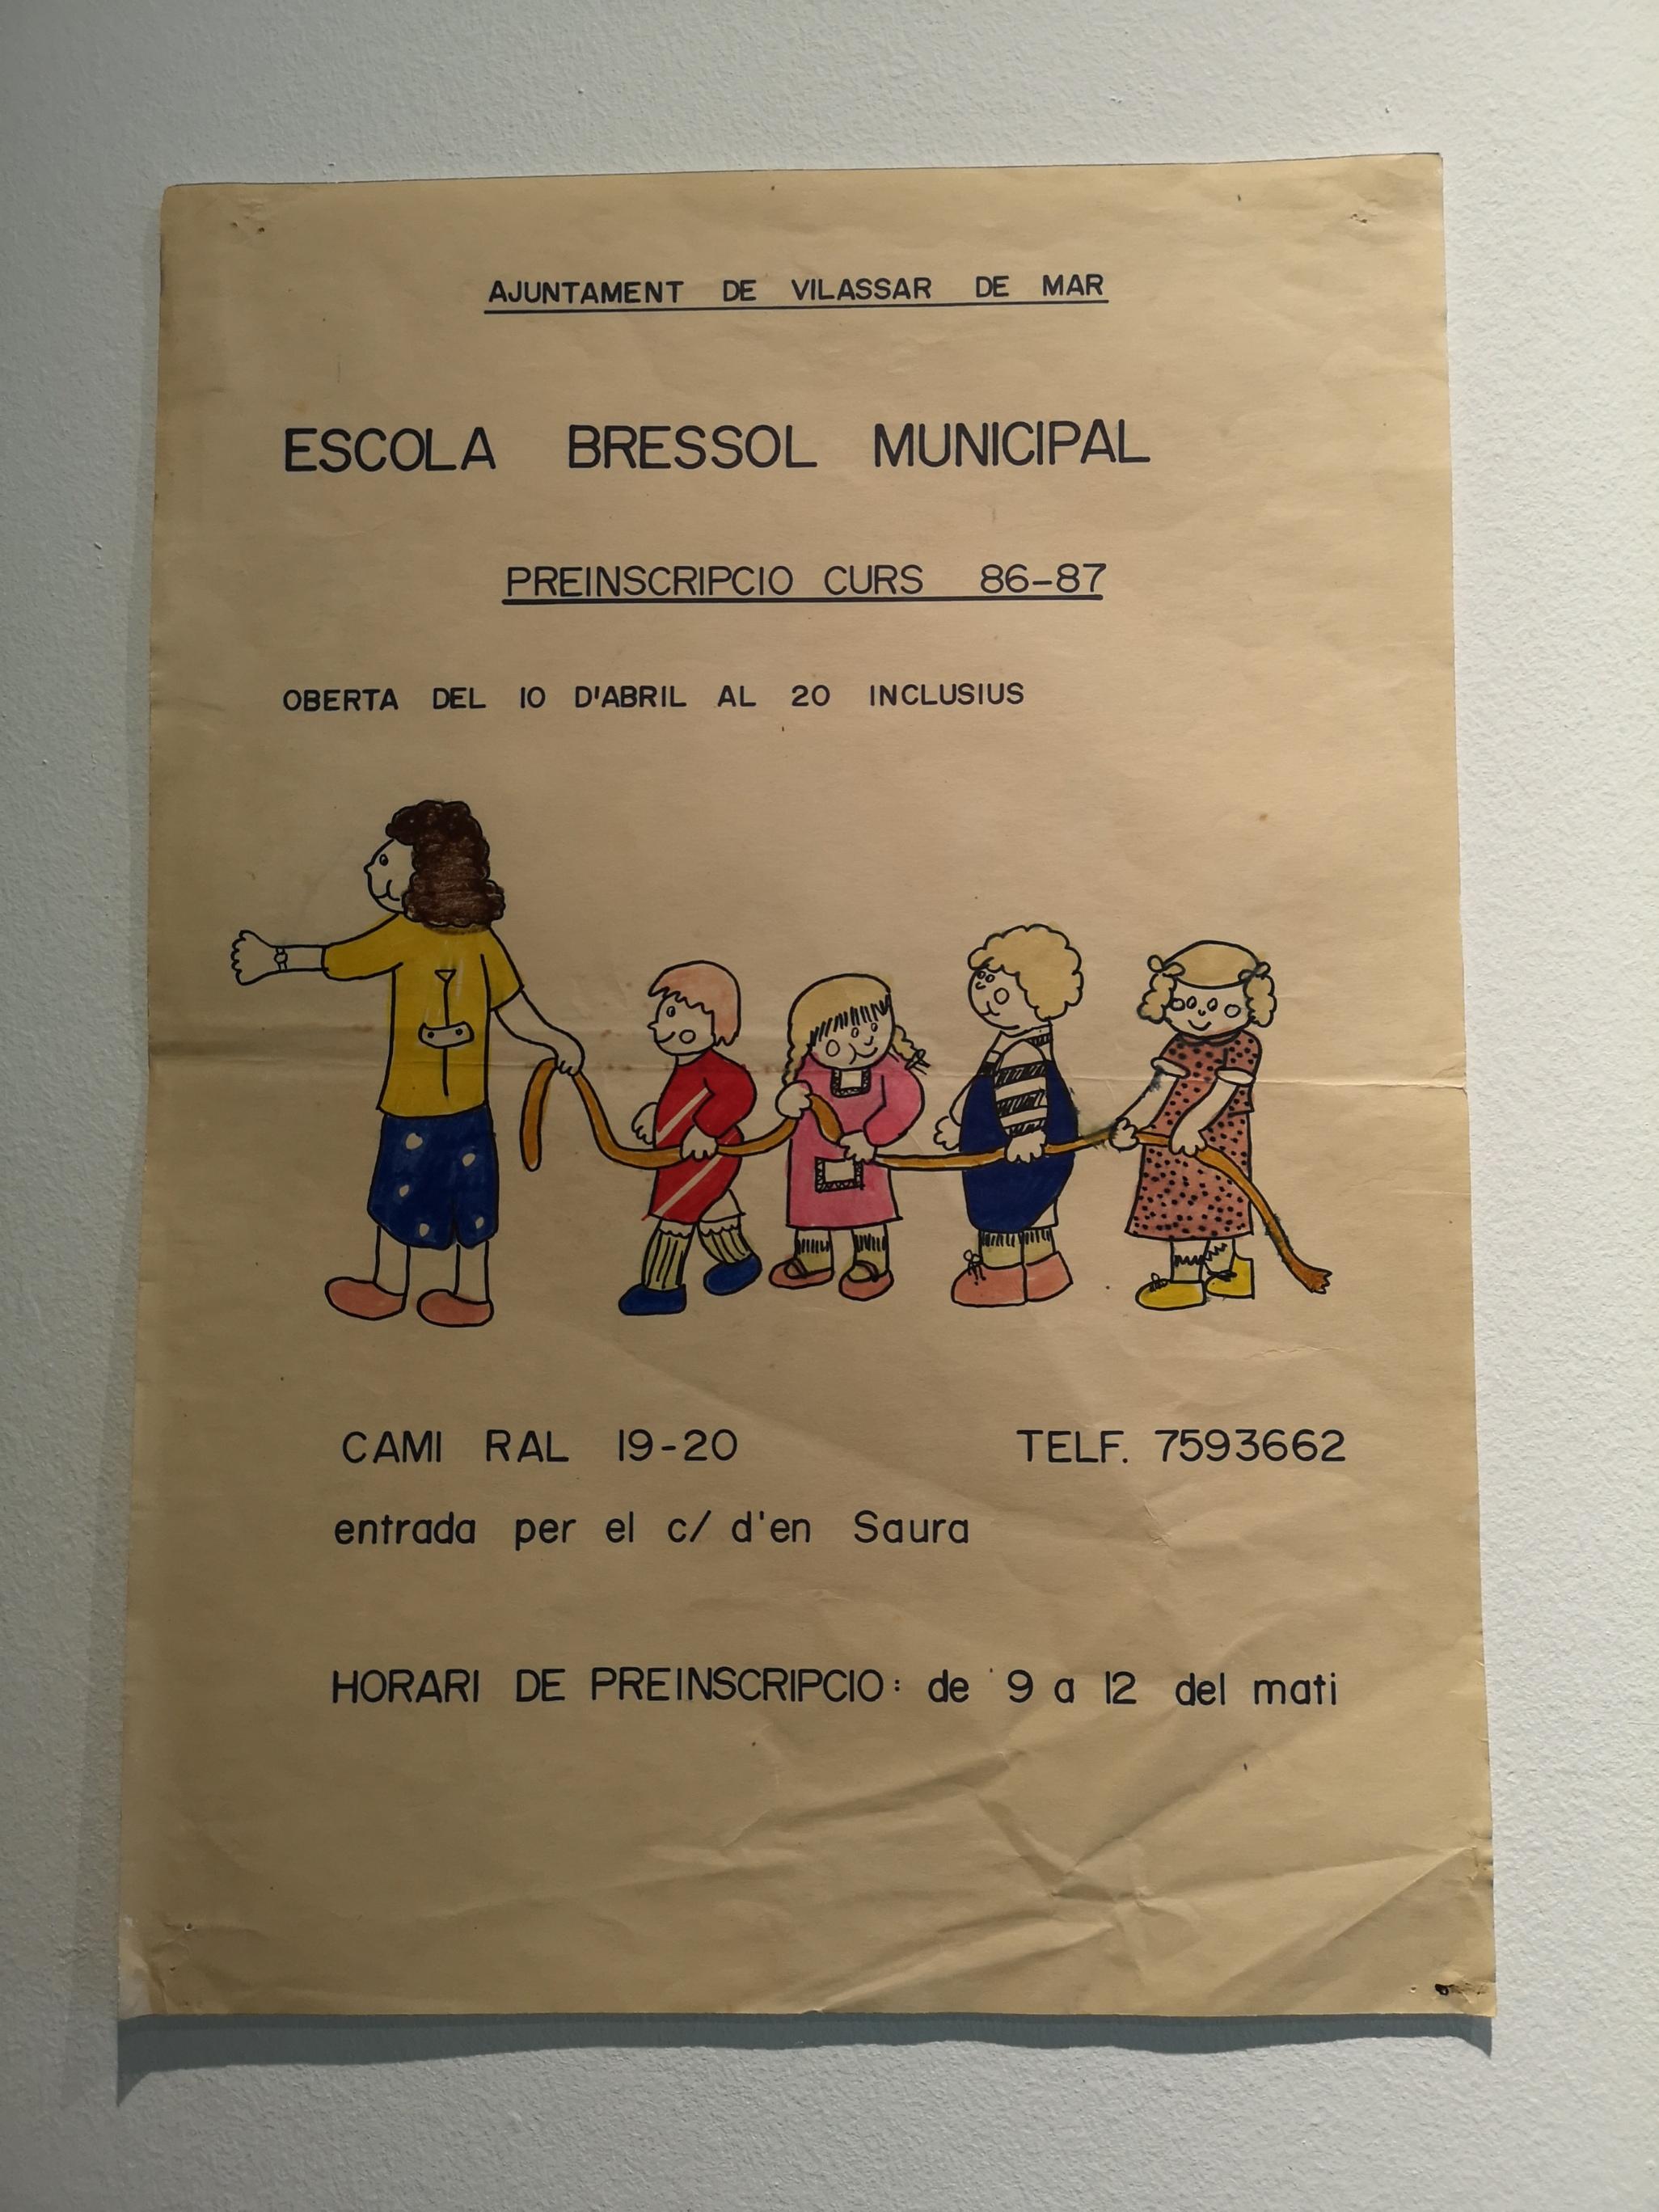 AJUNTAMENT DE VILASSAR DE MAR
ESCOLA BRESSOL MUNICIPAL
PREINSCRIPCIO CURS 86-87
OBERTA DEL 10 D'ABRIL AL 20 INCLUSIUS
CAMI RAL 19-20 TELF. 7593662
entrada per el c/ d'en Saura
HORARI DE PREINSCRIPCIO: de 9 a 12 del mati